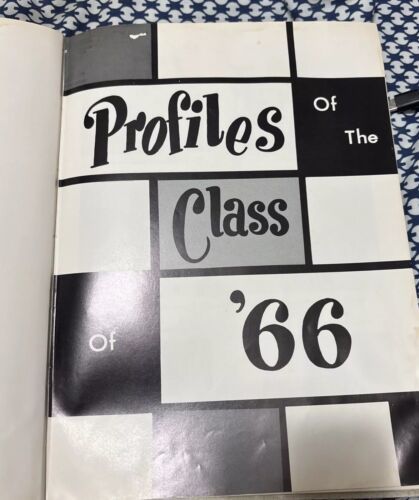 Profiles
Of
The
Class
Of
'66